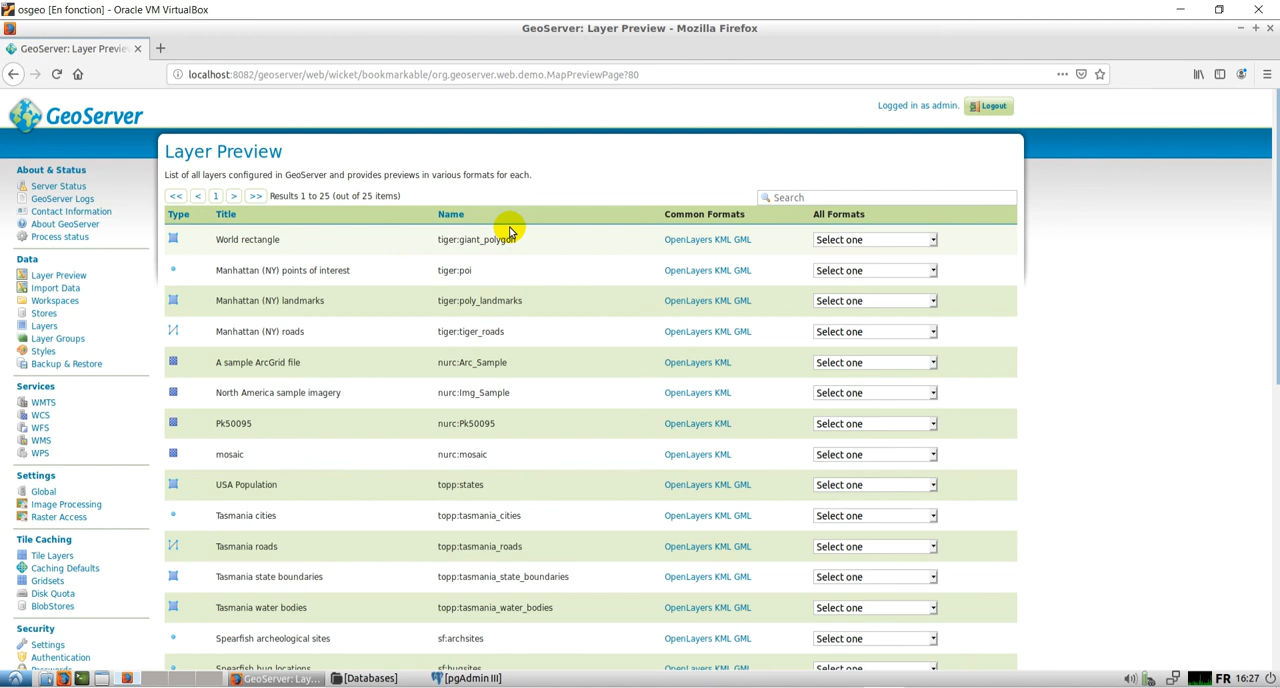 osgeo [En fonction] - Oracle VM VirtualBox
GeoServer: Layer Preview - Mozilla Firefox
GeoServer: Layer Previe
localhost:8082/geoserver/web/wicket/bookmarkable/org.geoserver.web.demo.MapPreviewPage?80
GeoServer
Logged in as admin. Logout
About & Status
Server Status
GeoServer Logs
Contact Information
About GeoServer
Process status
Data
Layer Preview
Import Data
Workspaces
Stores
Layers
Layer Groups
Styles
Backup & Restore
Services
WMTS
WCS
WFS
WMS
WPS
Settings
Global
Image Processing
Raster Access
Tile Caching
Tile Layers
Caching Defaults
Gridsets
Disk Quota
BlobStores
Security
Settings
Authentication
Layer Preview
List of all layers configured in GeoServer and provides previews in various formats for each.
<< < 1 > >> Results 1 to 25 (out of 25 items) Search
Type Title Name Common Formats All Formats
World rectangle tiger:giant_polygon OpenLayers KML GML Select one
Manhattan (NY) points of interest tiger:poi OpenLayers KML GML Select one
Manhattan (NY) landmarks tiger:poly_landmarks OpenLayers KML GML Select one
Manhattan (NY) roads tiger:tiger_roads OpenLayers KML GML Select one
A sample ArcGrid file nurc:Arc_Sample OpenLayers KML Select one
North America sample imagery nurc:Img_Sample OpenLayers KML Select one
Pk50095 nurc:Pk50095 OpenLayers KML Select one
mosaic nurc:mosaic OpenLayers KML Select one
USA Population topp:states OpenLayers KML GML Select one
Tasmania cities topp:tasmania_cities OpenLayers KML GML Select one
Tasmania roads topp:tasmania_roads OpenLayers KML GML Select one
Tasmania state boundaries topp:tasmania_state_boundaries OpenLayers KML GML Select one
Tasmania water bodies topp:tasmania_water_bodies OpenLayers KML GML Select one
Spearfish archeological sites sf:archsites OpenLayers KML GML Select one
Spearfish bug locations sf:bugsites OpenLayers KML GML Select one
GeoServer: Lay... [Databases] [pgAdmin III] FR 16:27